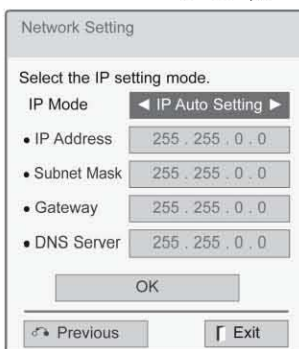 Network Setting
Select the IP setting mode.
IP Mode ◄ IP Auto Setting ►
• IP Address 255 . 255 . 0 . 0
• Subnet Mask 255 . 255 . 0 . 0
• Gateway 255 . 255 . 0 . 0
• DNS Server 255 . 255 . 0 . 0
OK
Previous Exit